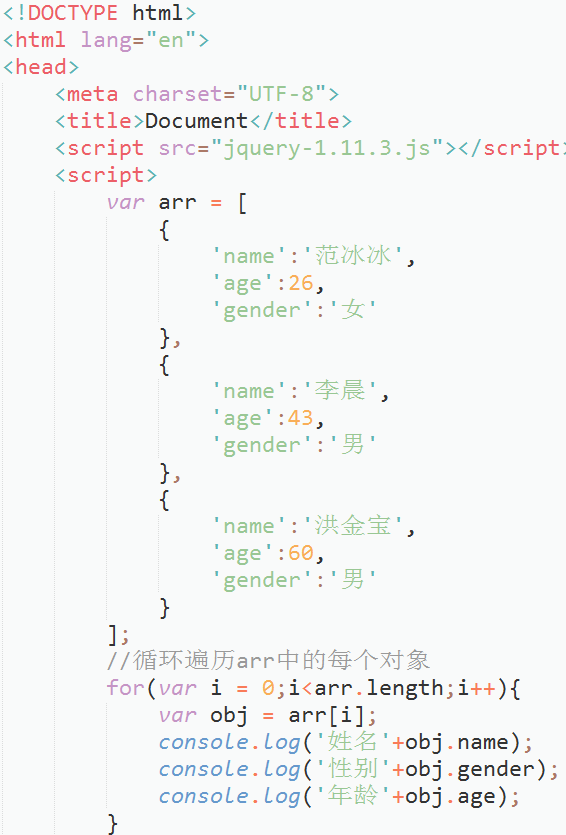 <!DOCTYPE html>
<html lang="en">
<head>
    <meta charset="UTF-8">
    <title>Document</title>
    <script src="jquery-1.11.3.js"></script>
    <script>
        var arr = [
            {
                'name':'范冰冰',
                'age':26,
                'gender':'女'
            },
            {
                'name':'李晨',
                'age':43,
                'gender':'男'
            },
            {
                'name':'洪金宝',
                'age':60,
                'gender':'男'
            }
        ];
        //循环遍历arr中的每个对象
        for(var i = 0;i<arr.length;i++){
            var obj = arr[i];
            console.log('姓名'+obj.name);
            console.log('性别'+obj.gender);
            console.log('年龄'+obj.age);
        }